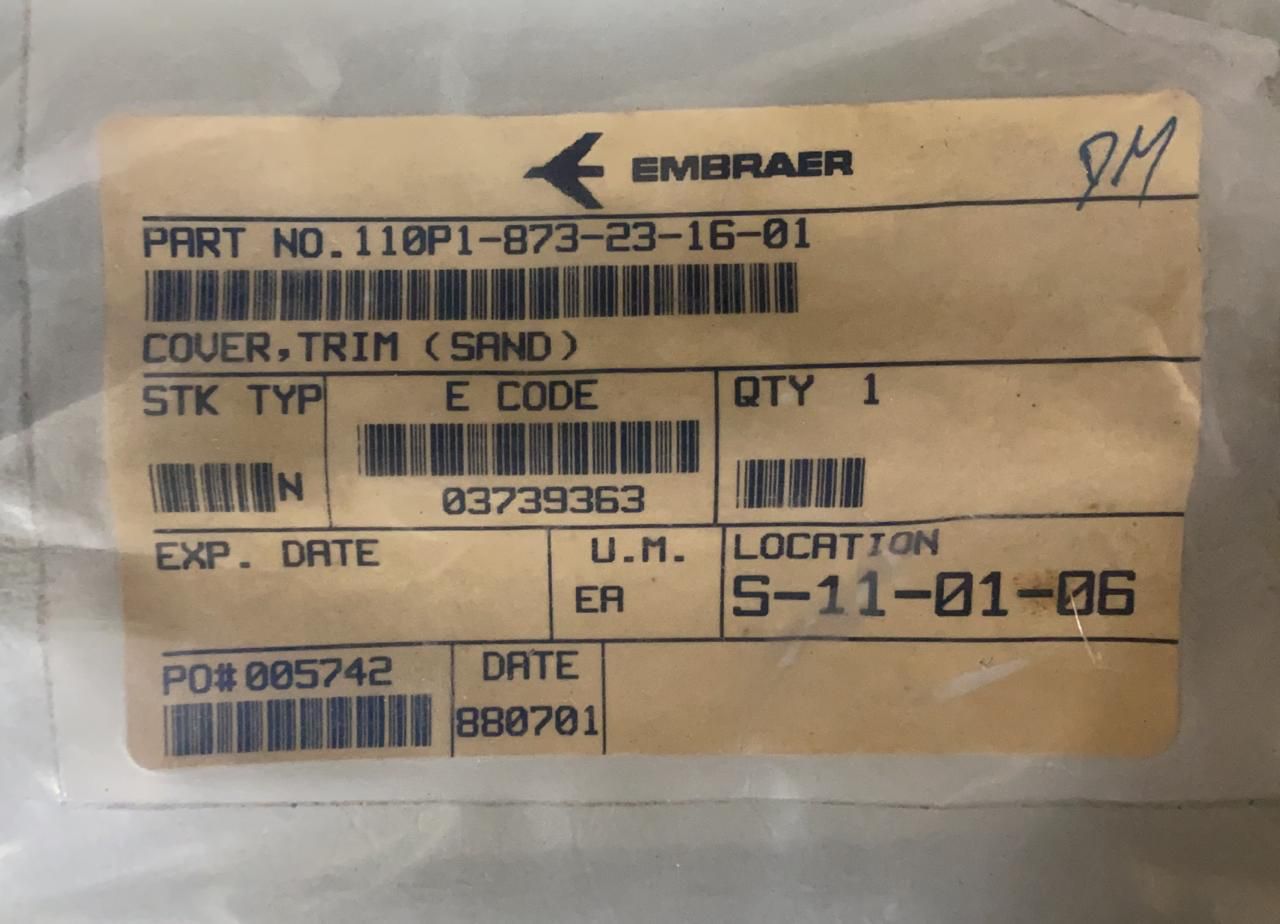 EMBRAER
DM
PART NO. 110P1-873-23-16-01
COVER,TRIM (SAND)
STK TYP
N
E CODE
03739363
QTY 1
EXP. DATE
U.M.
EA
LOCATION
S-11-01-06
PO# 005742
DATE
880701